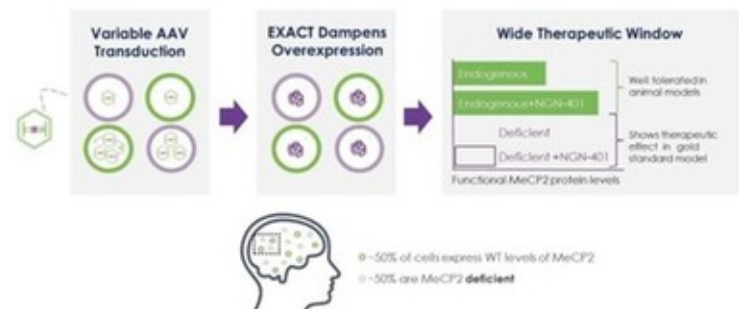 Variable AAV
Transduction
EXACT Dampens
Overexpression
Wide Therapeutic Window
Endogenous
Endogenous+NGN-401
Deficient
Deficient +NGN-401
Functional MeCP2 protein levels
Well tolerated in
animal models
Shows therapeutic
effect in gold
standard model
~50% of cells express WT levels of MeCP2
~50% are MeCP2 deficient